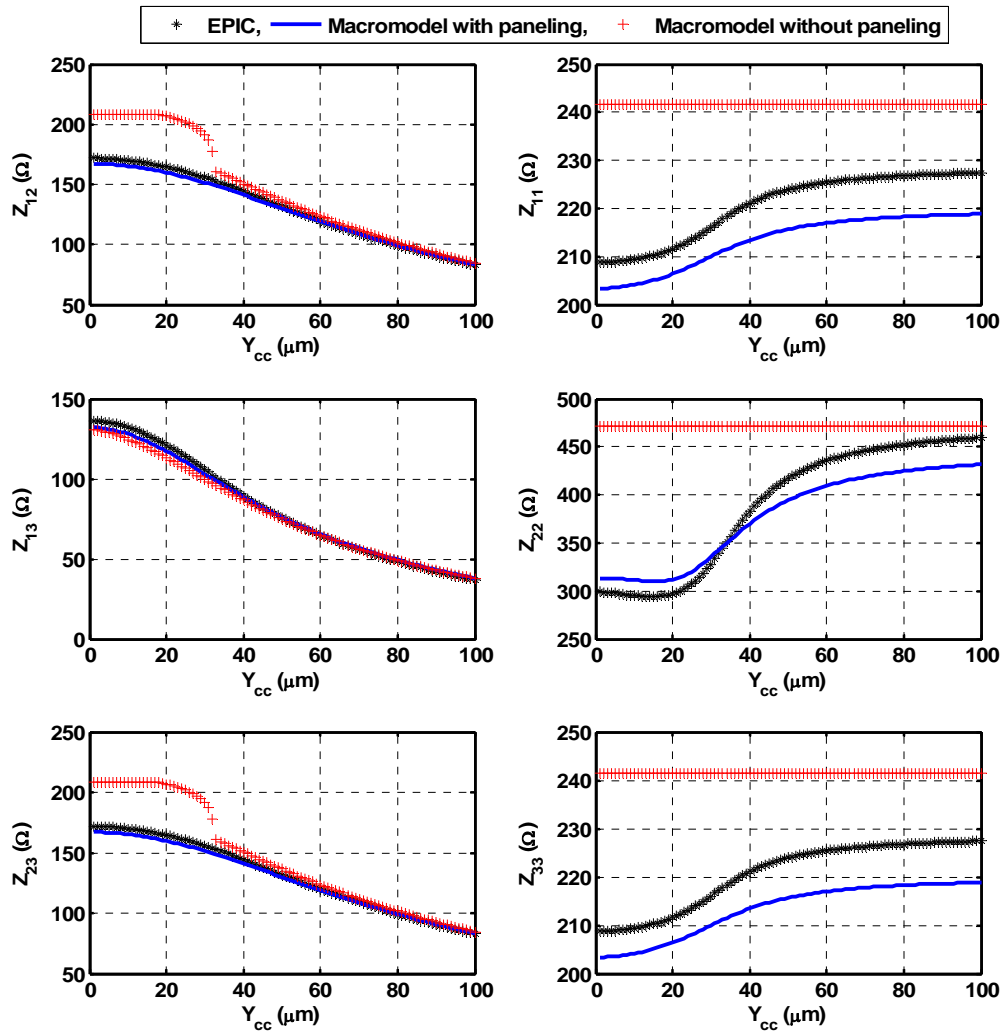 EPIC, Macromodel with paneling, Macromodel without paneling
250
200
150
100
50
0 20 40 60 80 100
Z12 (Ω)
Ycc (μm)
250
240
230
220
210
200
0 20 40 60 80 100
Z11 (Ω)
Ycc (μm)
150
100
50
0
0 20 40 60 80 100
Z13 (Ω)
Ycc (μm)
500
450
400
350
300
250
0 20 40 60 80 100
Z22 (Ω)
Ycc (μm)
250
200
150
100
50
0 20 40 60 80 100
Z23 (Ω)
Ycc (μm)
250
240
230
220
210
200
0 20 40 60 80 100
Z33 (Ω)
Ycc (μm)